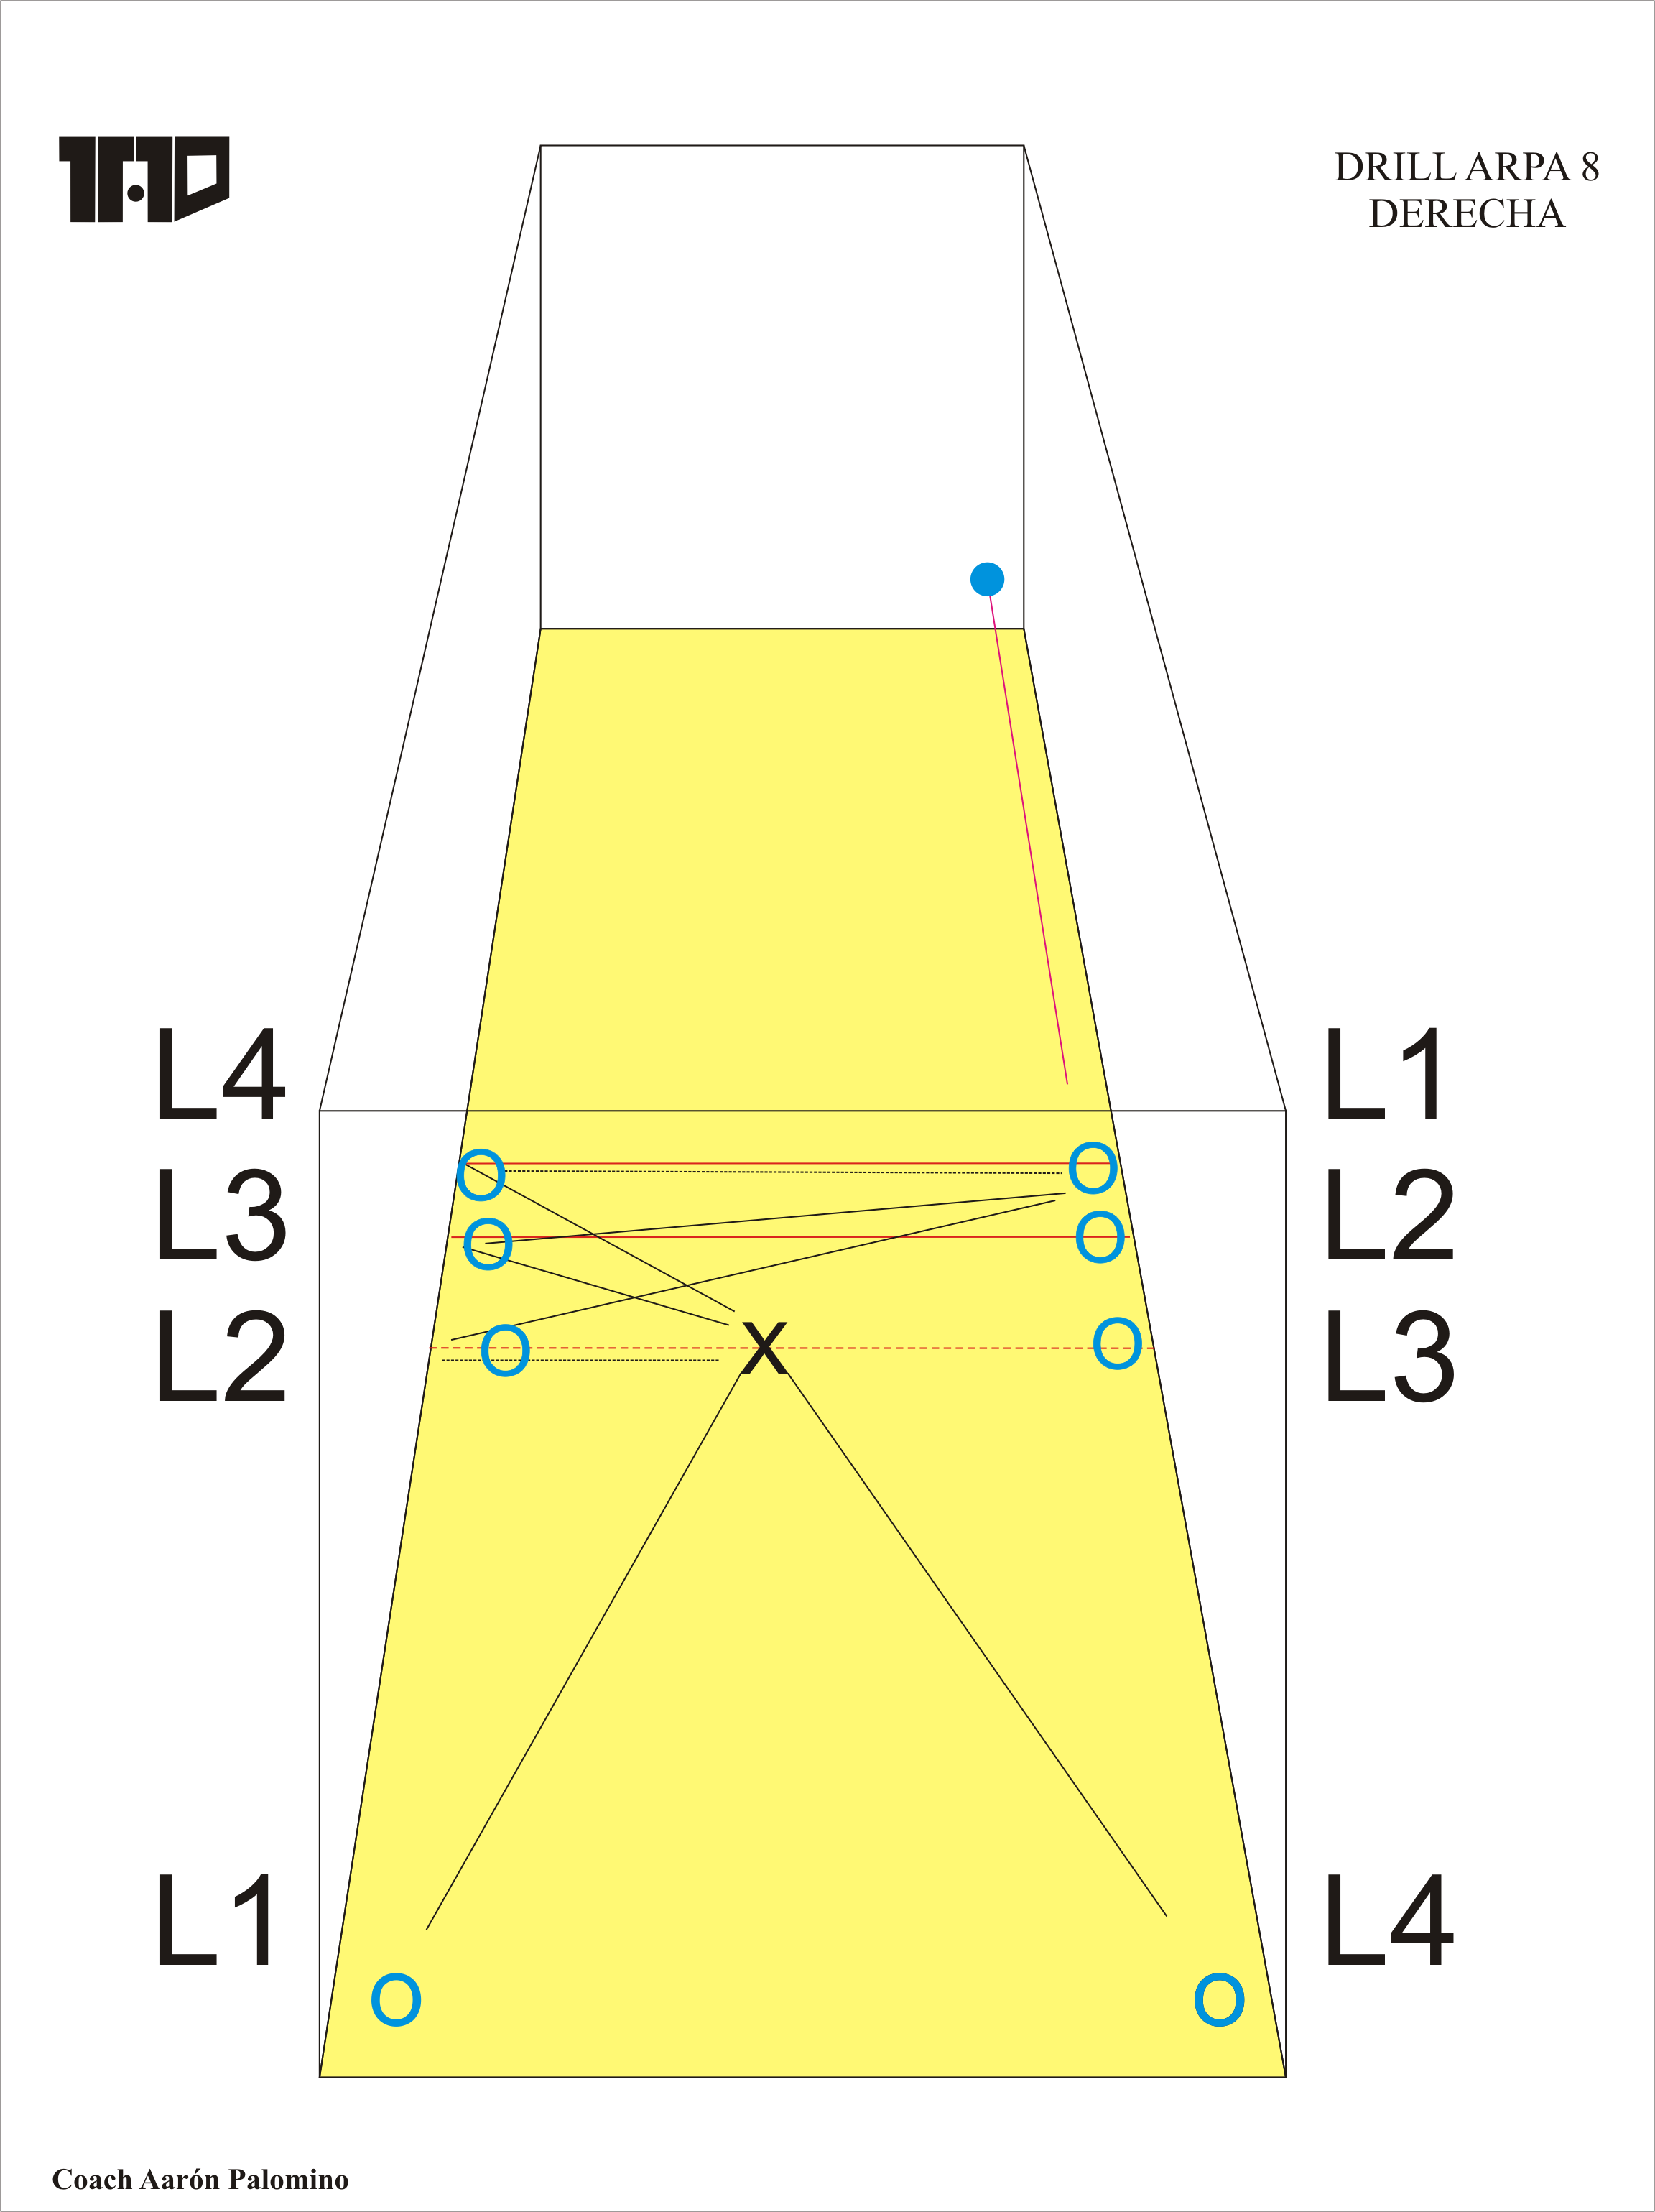 DRILL ARPA 8
DERECHA
L4
L1
L3
L2
L2
L3
X
L1
L4
Coach Aarón Palomino